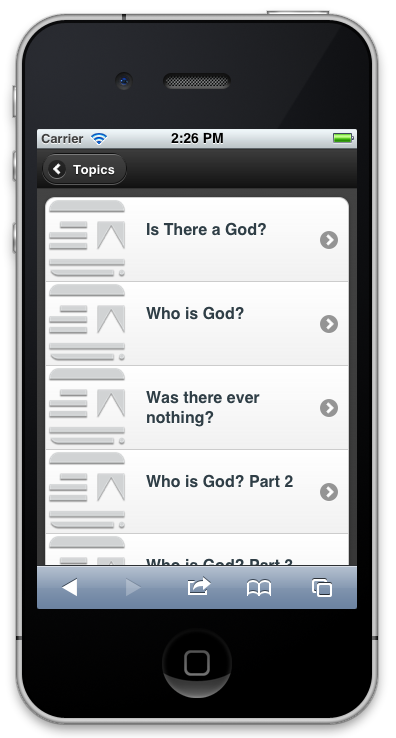 Carrier 2:26 PM
Topics
Is There a God?
Who is God?
Was there ever
nothing?
Who is God? Part 2
Who is God? Part 3